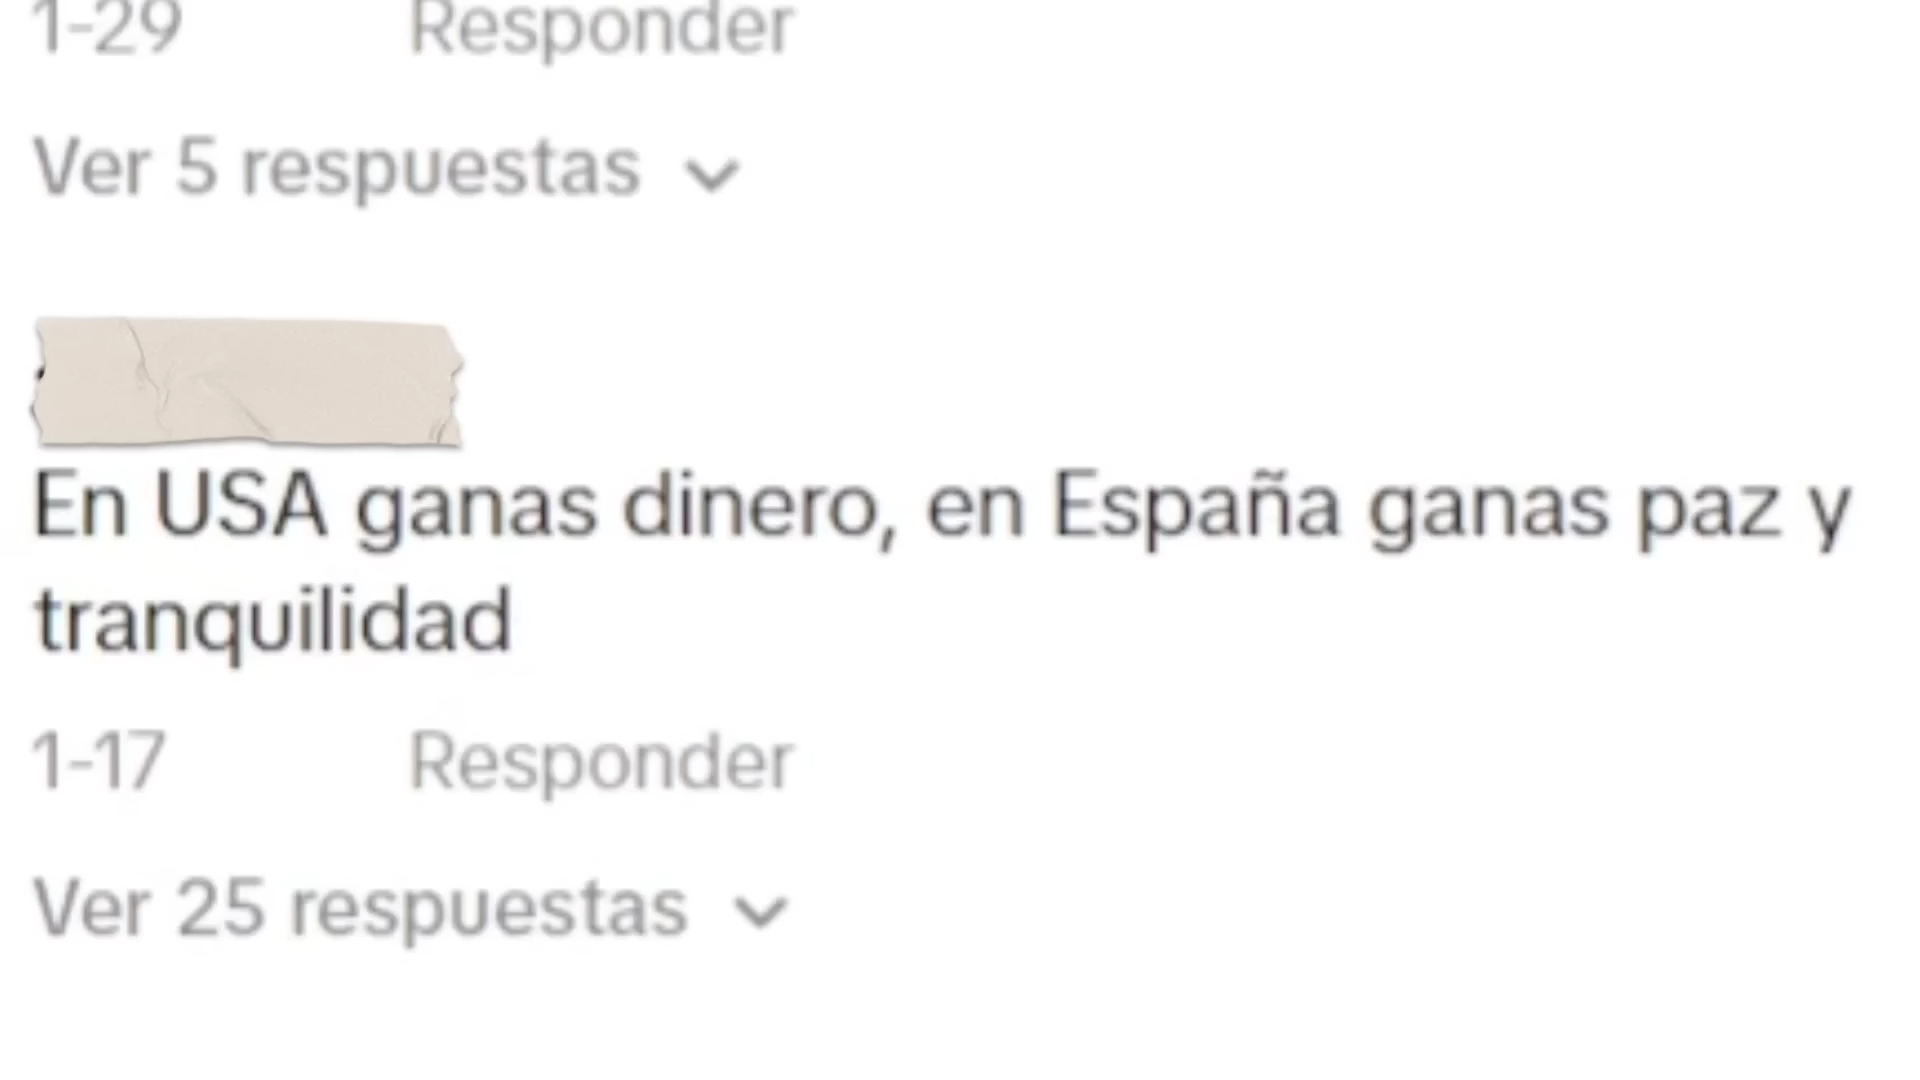 1-29 Responder
Ver 5 respuestas
En USA ganas dinero, en España ganas paz y
tranquilidad
1-17 Responder
Ver 25 respuestas